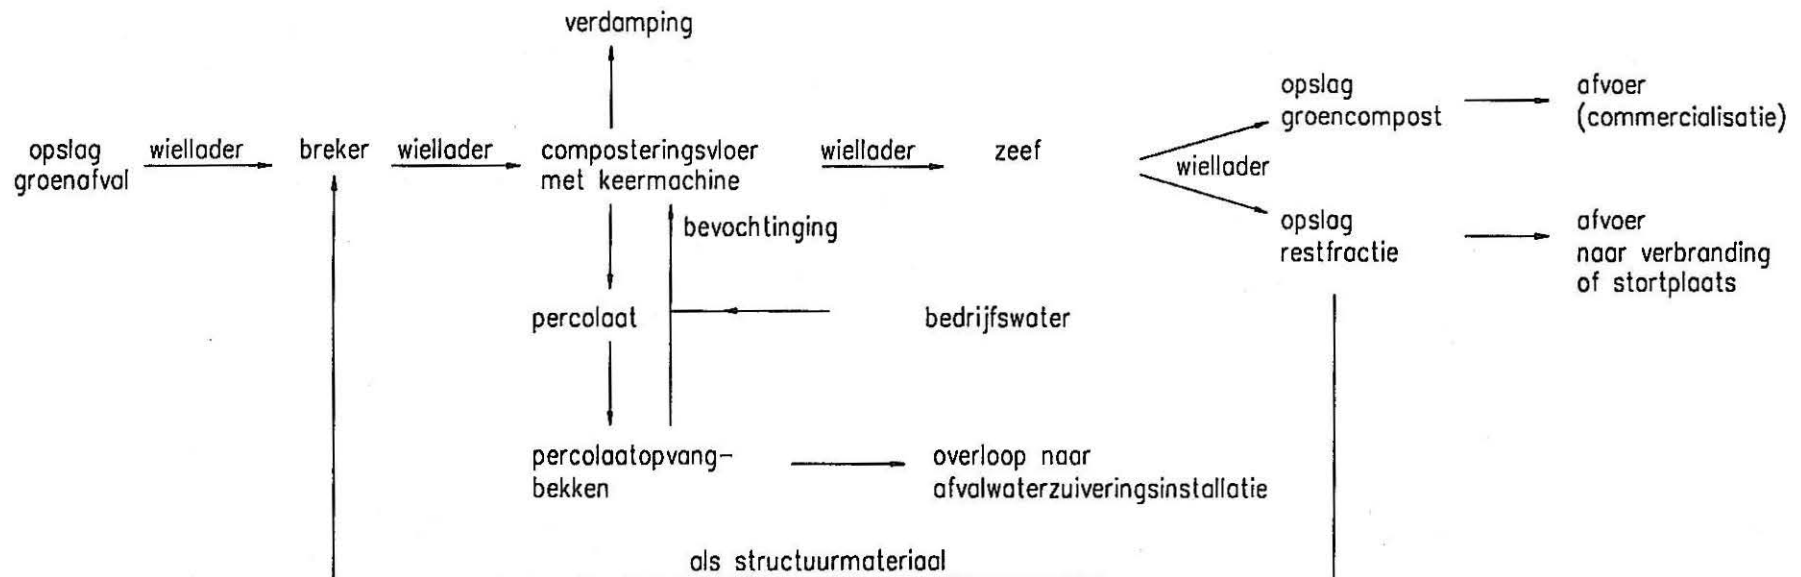 verdamping
opslag
groenafval
wiellader
breker
wiellader
composteringsvloer
met keermachine
wiellader
zeef
wiellader
opslag
groencompost
afvoer
(commercialisatie)
opslag
restfractie
afvoer
naar verbranding
of stortplaats
bevochtinging
percolaat
bedrijfswater
percolaatopvang-
bekken
overloop naar
afvalwaterzuiveringsinstallatie
als structuurmateriaal